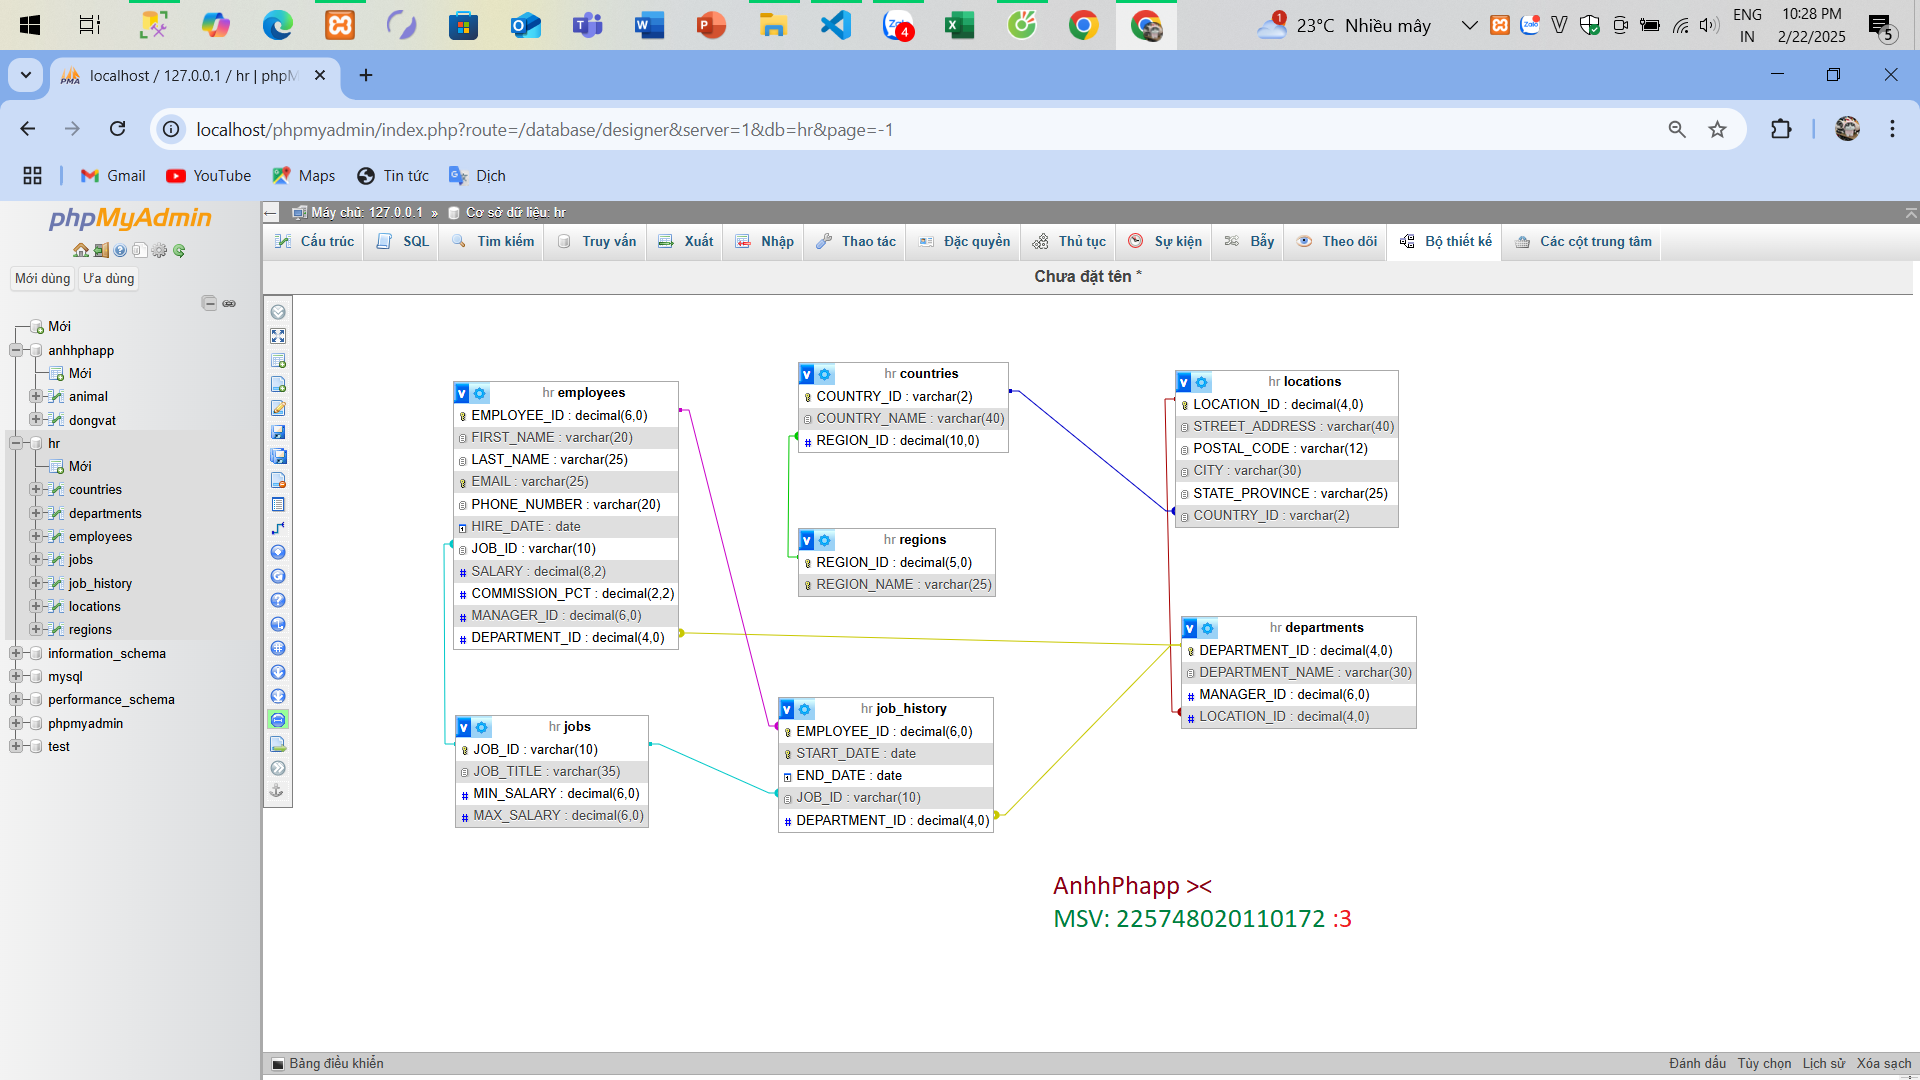 23°C Nhiều mây
ENG
IN
10:28 PM
2/22/2025
localhost / 127.0.0.1 / hr | phpM
localhost/phpmyadmin/index.php?route=/database/designer&server=1&db=hr&page=-1
Gmail YouTube Maps Tin tức Dịch
phpMyAdmin
Mới dùng Ưa dùng
Mới
anhhphapp
Mới
animal
dongvat
hr
Mới
countries
departments
employees
jobs
job_history
locations
regions
information_schema
mysql
performance_schema
phpmyadmin
test
Máy chủ: 127.0.0.1 » Cơ sở dữ liệu: hr
Cấu trúc SQL Tìm kiếm Truy vấn Xuất Nhập Thao tác Đặc quyền Thủ tục Sự kiện Bẫy Theo dõi Bộ thiết kế Các cột trung tâm
Chưa đặt tên *
hr employees
EMPLOYEE_ID : decimal(6,0)
FIRST_NAME : varchar(20)
LAST_NAME : varchar(25)
EMAIL : varchar(25)
PHONE_NUMBER : varchar(20)
HIRE_DATE : date
JOB_ID : varchar(10)
SALARY : decimal(8,2)
COMMISSION_PCT : decimal(2,2)
MANAGER_ID : decimal(6,0)
DEPARTMENT_ID : decimal(4,0)
hr countries
COUNTRY_ID : varchar(2)
COUNTRY_NAME : varchar(40)
REGION_ID : decimal(10,0)
hr locations
LOCATION_ID : decimal(4,0)
STREET_ADDRESS : varchar(40)
POSTAL_CODE : varchar(12)
CITY : varchar(30)
STATE_PROVINCE : varchar(25)
COUNTRY_ID : varchar(2)
hr regions
REGION_ID : decimal(5,0)
REGION_NAME : varchar(25)
hr departments
DEPARTMENT_ID : decimal(4,0)
DEPARTMENT_NAME : varchar(30)
MANAGER_ID : decimal(6,0)
LOCATION_ID : decimal(4,0)
hr jobs
JOB_ID : varchar(10)
JOB_TITLE : varchar(35)
MIN_SALARY : decimal(6,0)
MAX_SALARY : decimal(6,0)
hr job_history
EMPLOYEE_ID : decimal(6,0)
START_DATE : date
END_DATE : date
JOB_ID : varchar(10)
DEPARTMENT_ID : decimal(4,0)
AnhhPhapp ><
MSV: 225748020110172 :3
Bảng điều khiển
Đánh dấu Tùy chọn Lịch sử Xóa sạch